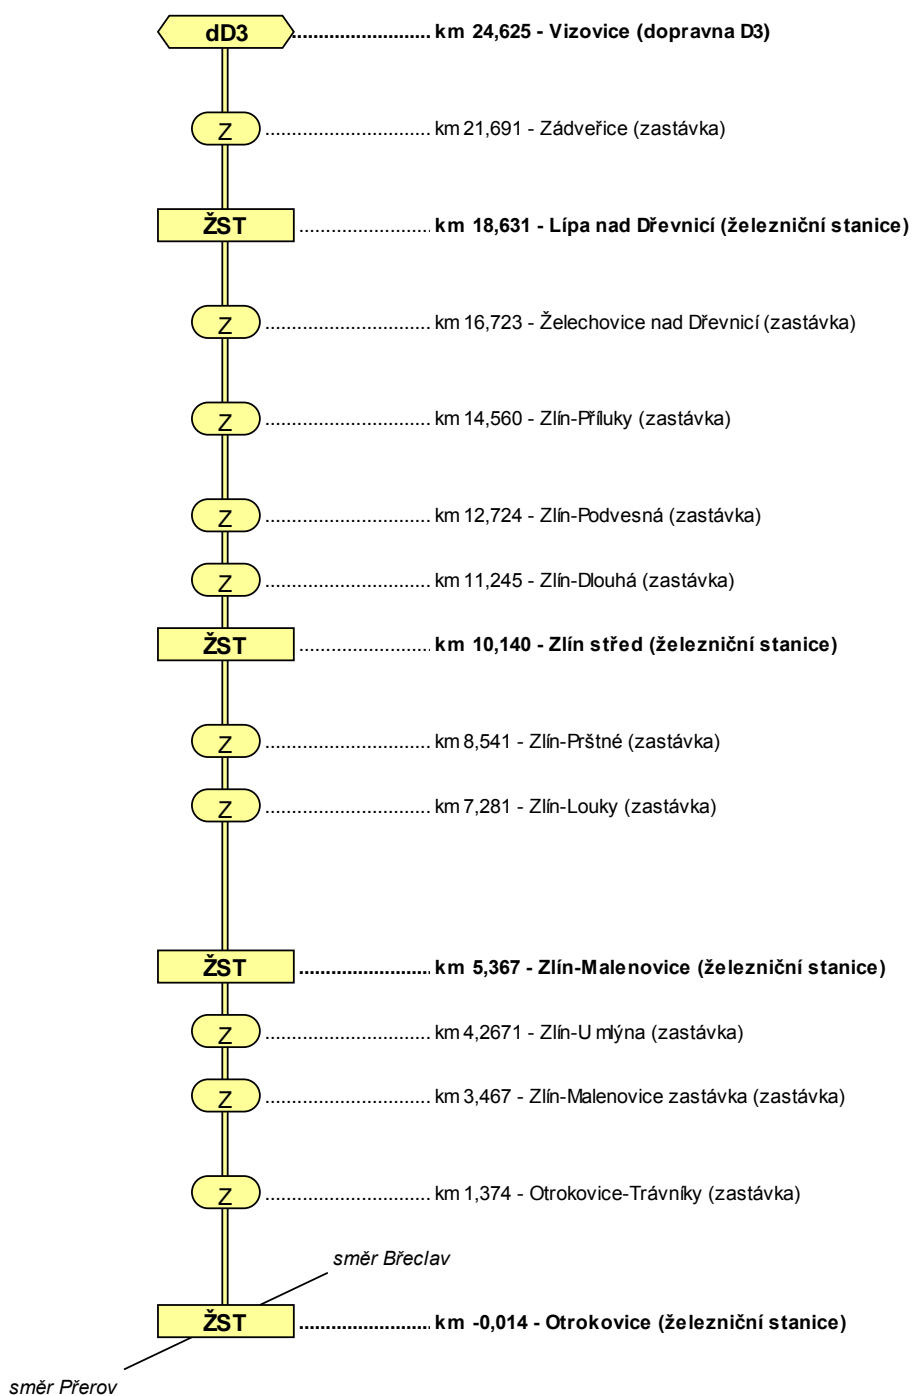 dD3 ................................ km 24,625 - Vizovice (dopravna D3)
Z ................................ km 21,691 - Zádveřice (zastávka)
ŽST ................................ km 18,631 - Lípa nad Dřevnicí (železniční stanice)
Z ................................ km 16,723 - Želechovice nad Dřevnicí (zastávka)
Z ................................ km 14,560 - Zlín-Příluky (zastávka)
Z ................................ km 12,724 - Zlín-Podvesná (zastávka)
Z ................................ km 11,245 - Zlín-Dlouhá (zastávka)
ŽST ................................ km 10,140 - Zlín střed (železniční stanice)
Z ................................ km 8,541 - Zlín-Prštné (zastávka)
Z ................................ km 7,281 - Zlín-Louky (zastávka)
ŽST ................................ km 5,367 - Zlín-Malenovice (železniční stanice)
Z ................................ km 4,2671 - Zlín-U mlýna (zastávka)
Z ................................ km 3,467 - Zlín-Malenovice zastávka (zastávka)
Z ................................ km 1,374 - Otrokovice-Trávníky (zastávka)
směr Břeclav
ŽST ................................ km -0,014 - Otrokovice (železniční stanice)
směr Přerov